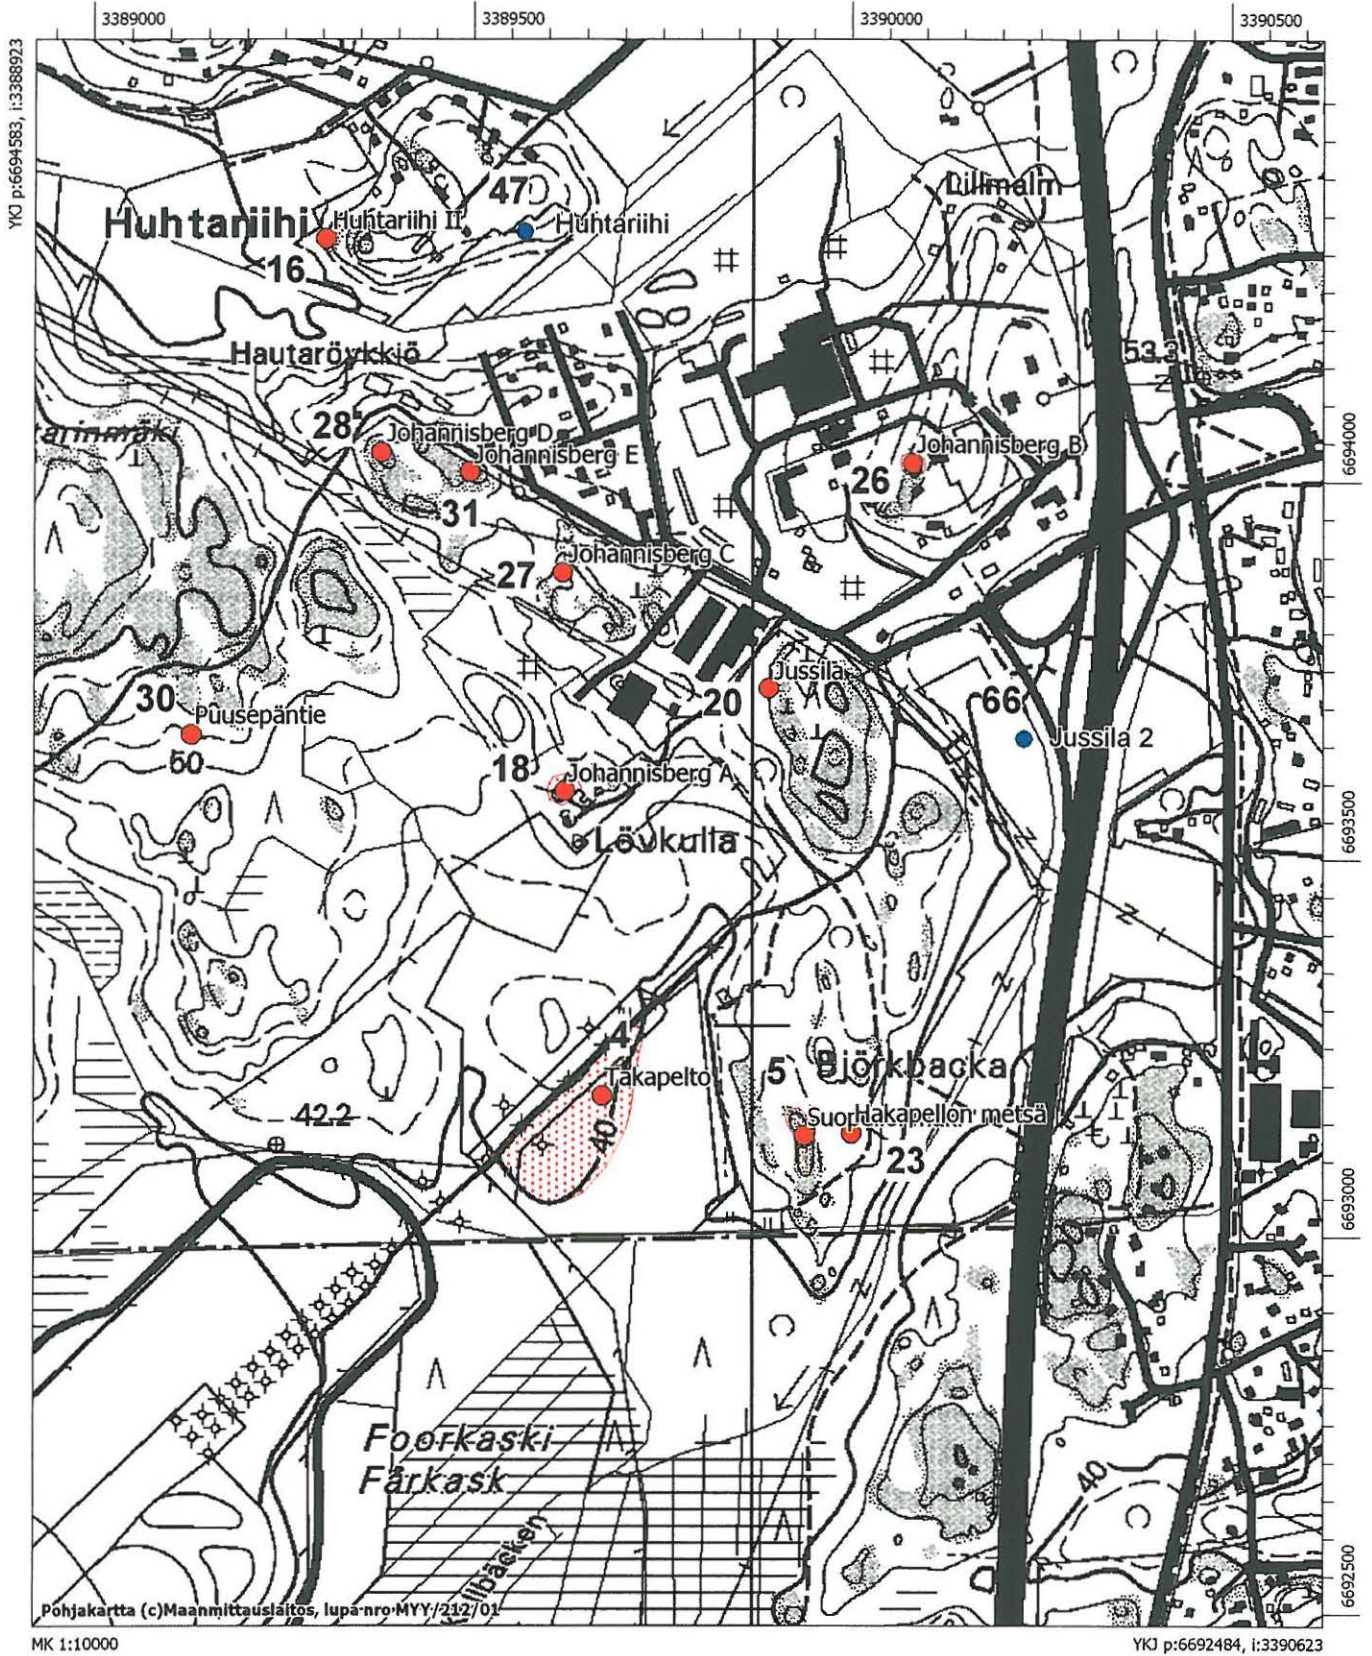 3389000
3389500
3390000
3390500
YKJ p:6694583, i:3388923
Lillmalm
47
Huhtariihi
Huhtariihi II
Huhtariihi
16
Hautaröykkiö
53.3
28
Johannisberg D
Johannisberg E
Johannisberg B
6694000
26
31
Johannisberg C
27
Jussila
20
66
30
Puusepäntie
Jussila 2
60
18
Johannisberg A
Lövkulla
6693500
4
Takapelto
5
Björkbacka
42.2
40
Hakapellon metsä
23
6693000
Foorkaski
Fårkask
40
6692500
Pohjakartta (c)Maanmittauslaitos, lupa-nro MYY/212/01
MK 1:10000
YKJ p:6692484, i:3390623